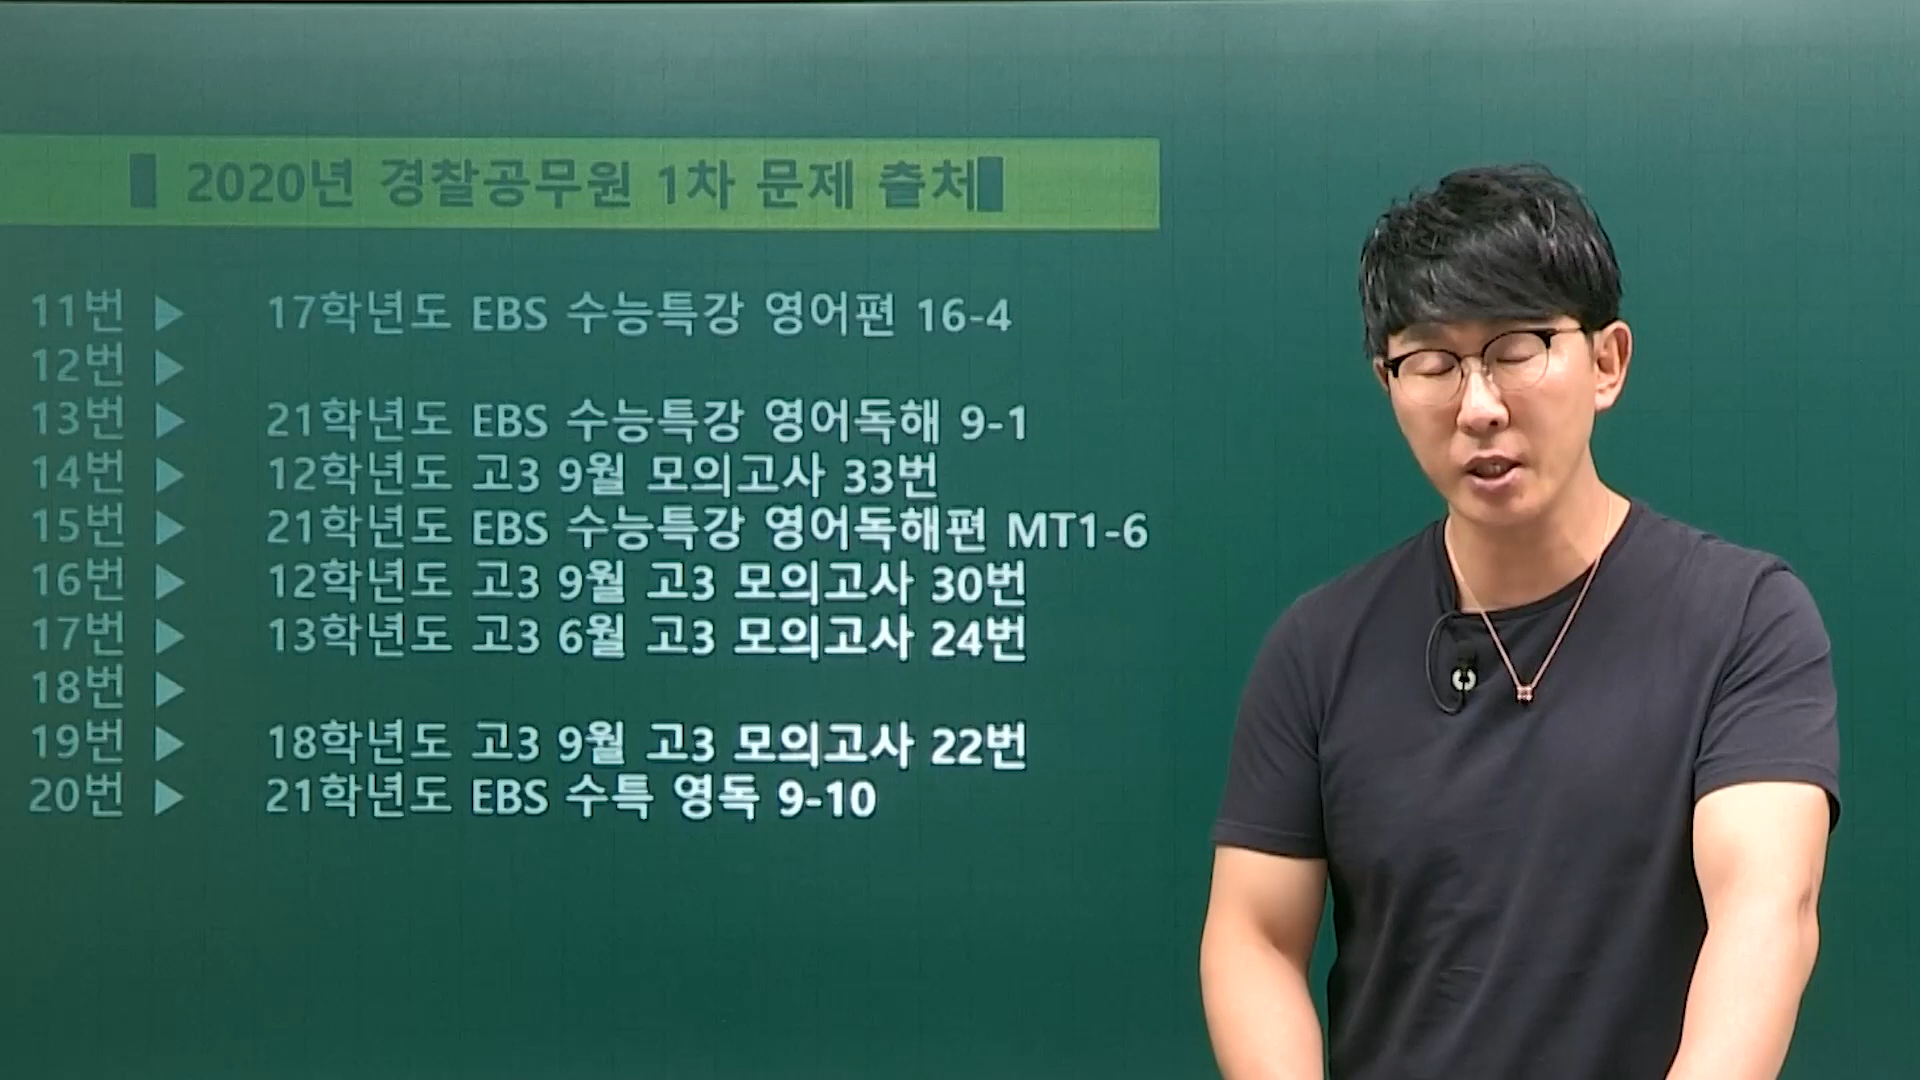 2020년 경찰공무원 1차 문제 출처
11번 ▶ 17학년도 EBS 수능특강 영어편 16-4
12번 ▶
13번 ▶ 21학년도 EBS 수능특강 영어독해 9-1
14번 ▶ 12학년도 고3 9월 모의고사 33번
15번 ▶ 21학년도 EBS 수능특강 영어독해편 MT1-6
16번 ▶ 12학년도 고3 9월 고3 모의고사 30번
17번 ▶ 13학년도 고3 6월 고3 모의고사 24번
18번 ▶
19번 ▶ 18학년도 고3 9월 고3 모의고사 22번
20번 ▶ 21학년도 EBS 수특 영독 9-10